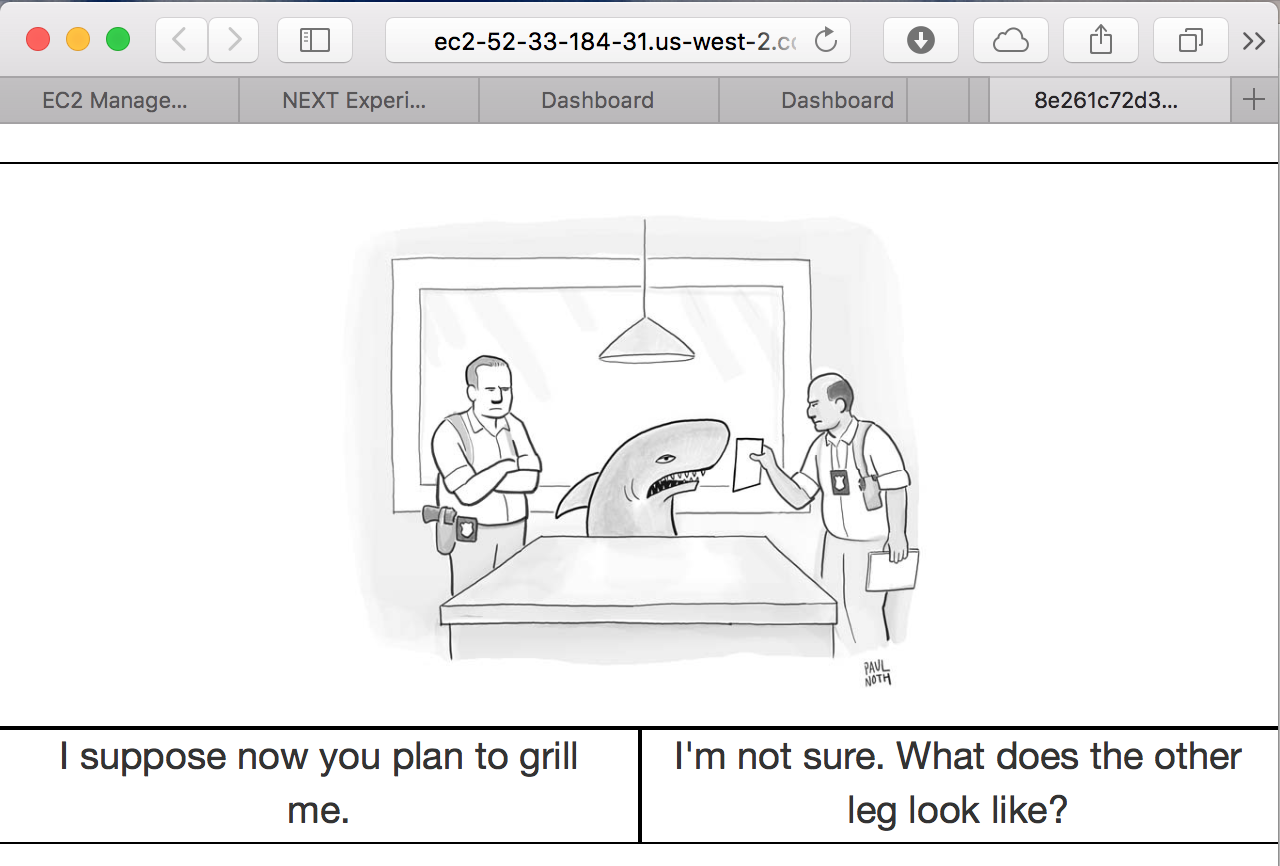 ec2-52-33-184-31.us-west-2.co
EC2 Manage...
NEXT Experi...
Dashboard
Dashboard
8e261c72d3...
PAUL
NOTH
I suppose now you plan to grill
me.
I'm not sure. What does the other
leg look like?